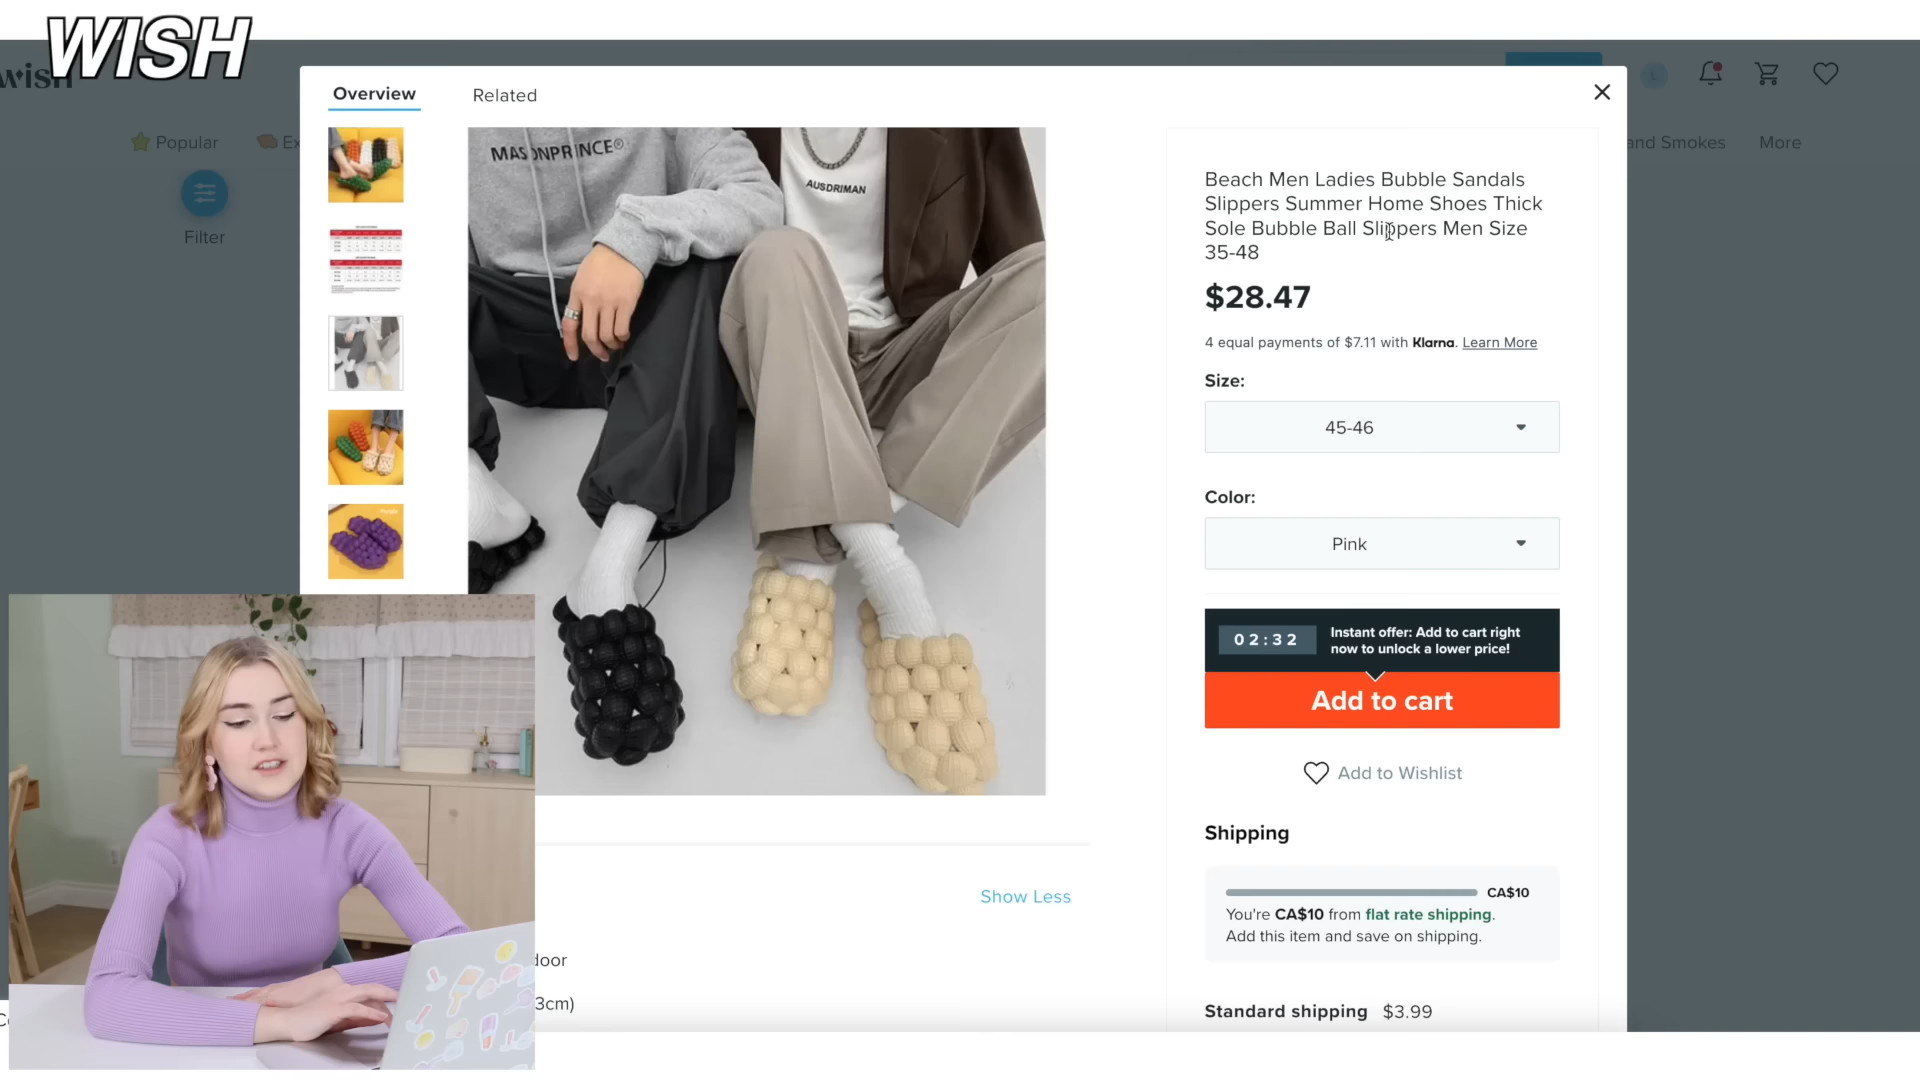 WISH
wish
Overview
Related
Popular
Ex
and Smokes
More
Filter
MASONPRINCE®
AUSDRIMAN
Beach Men Ladies Bubble Sandals
Slippers Summer Home Shoes Thick
Sole Bubble Ball Slippers Men Size
35-48
$28.47
4 equal payments of $7.11 with Klarna. Learn More
Size:
45-46
Color:
Pink
02:32
Instant offer: Add to cart right
now to unlock a lower price!
Add to cart
Add to Wishlist
Shipping
CA$10
You're CA$10 from flat rate shipping.
Add this item and save on shipping.
Show Less
door
3cm)
Standard shipping $3.99